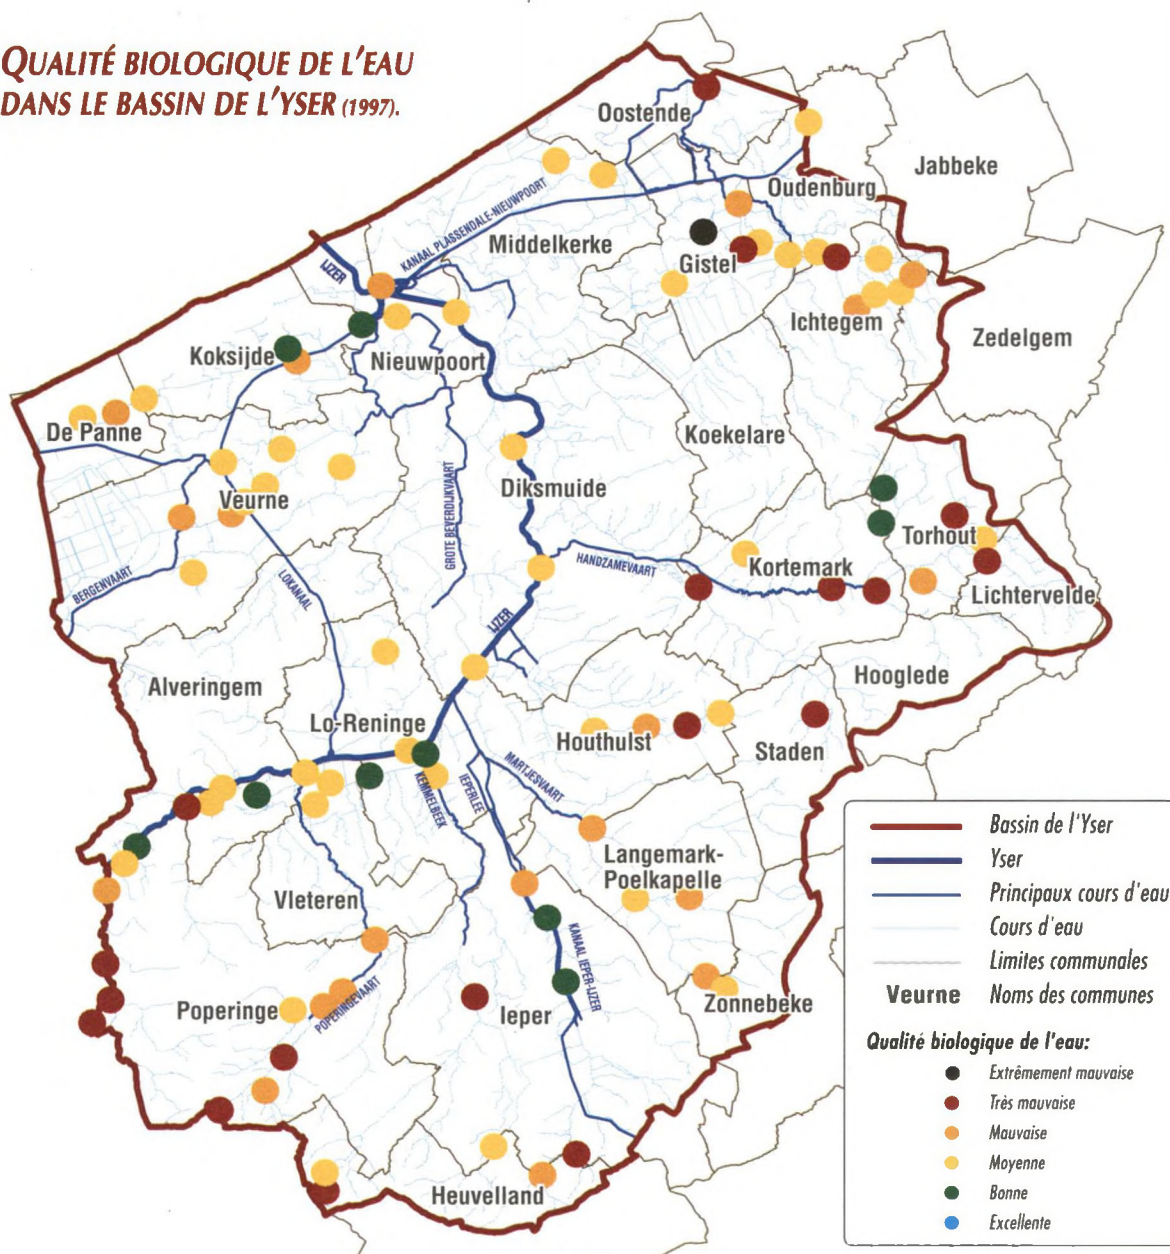 QUALITÉ BIOLOGIQUE DE L'EAU
DANS LE BASSIN DE L'YSER (1997).
Oostende
Jabbeke
Oudenburg
KANAAL PLASSENDALE-NIEUWPOORT
Middelkerke
IJZER
Gistel
Ichtegem
Zedelgem
Koksijde
Nieuwpoort
De Panne
Koekelare
Veurne
Diksmuide
GROTE BEVERDIJKVAART
Torhout
HANDZAMEVAART
Kortemark
BERGENVAART
LOKANAAL
Lichtervelde
IJZER
Alveringem
Hooglede
Lo-Reninge
Houthulst
Staden
MARTJESVAART
IEPERLEE
KEMMELBEEK
Langemark-
Poelkapelle
Vleteren
KANAAL IEPER-IJZER
Poperinge
POPERINGEVAART
Ieper
Zonnebeke
Heuvelland
Bassin de l'Yser
Yser
Principaux cours d'eau
Cours d'eau
Limites communales
Veurne Noms des communes
Qualité biologique de l'eau:
Extrêmement mauvaise
Très mauvaise
Mauvaise
Moyenne
Bonne
Excellente